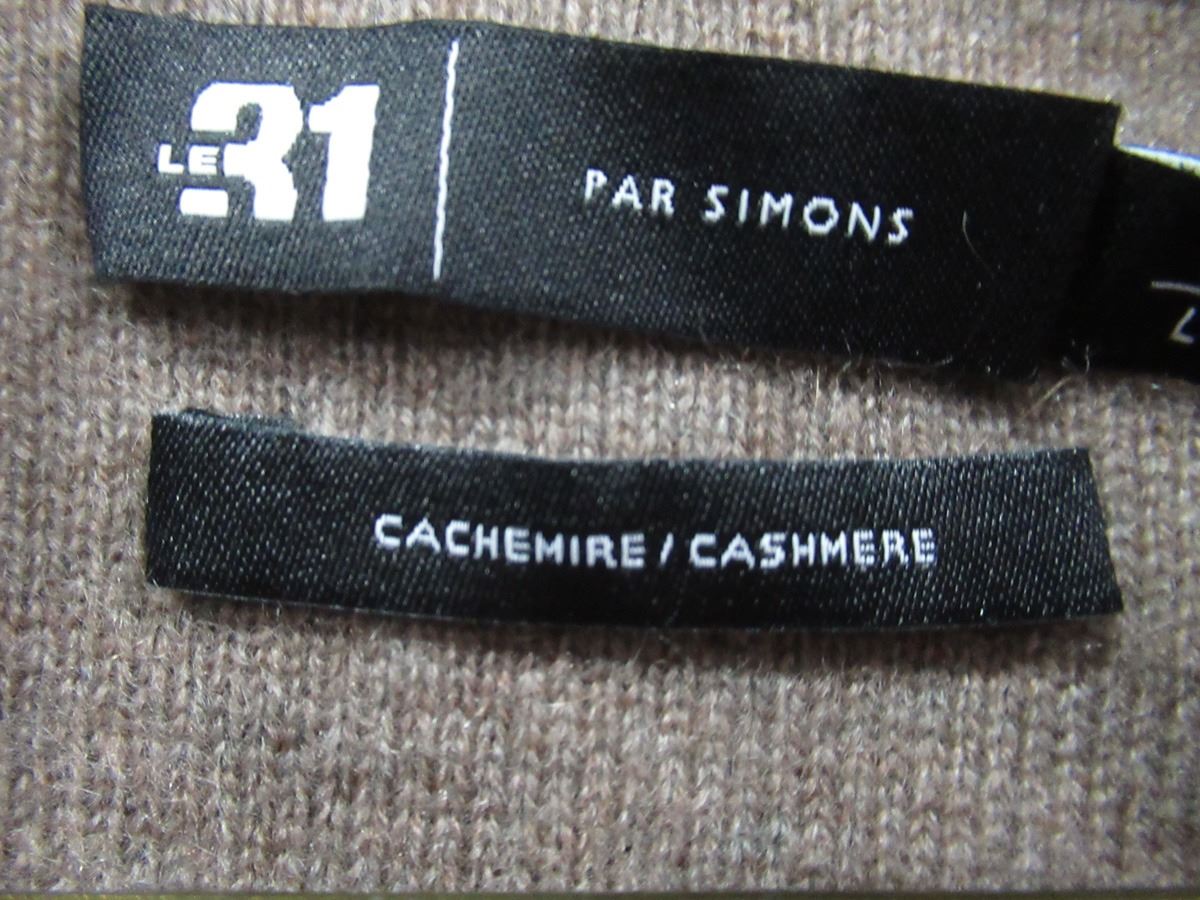 LE 31
PAR SIMONS
L
CACHEMIRE / CASHMERE